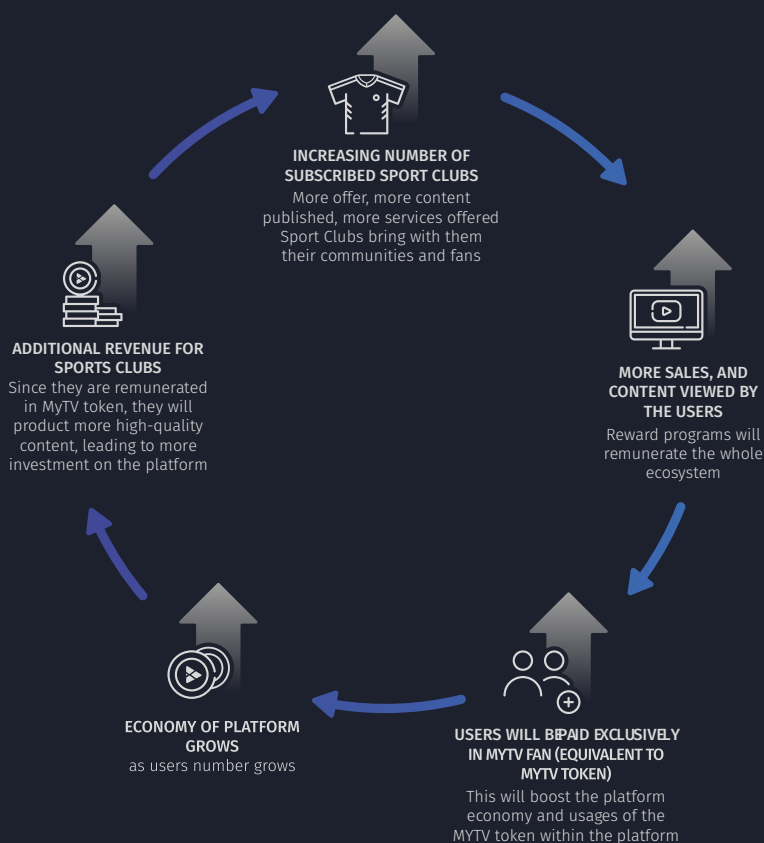 INCREASING NUMBER OF
SUBSCRIBED SPORT CLUBS
More offer, more content
published, more services offered
Sport Clubs bring with them
their communities and fans
MORE SALES, AND
CONTENT VIEWED BY
THE USERS
Reward programs will
remunerate the whole
ecosystem
USERS WILL BE PAID EXCLUSIVELY
IN MYTV FAN (EQUIVALENT TO
MYTV TOKEN)
This will boost the platform
economy and usages of the
MYTV token within the platform
ECONOMY OF PLATFORM
GROWS
as users number grows
ADDITIONAL REVENUE FOR
SPORTS CLUBS
Since they are remunerated
in MyTV token, they will
product more high-quality
content, leading to more
investment on the platform